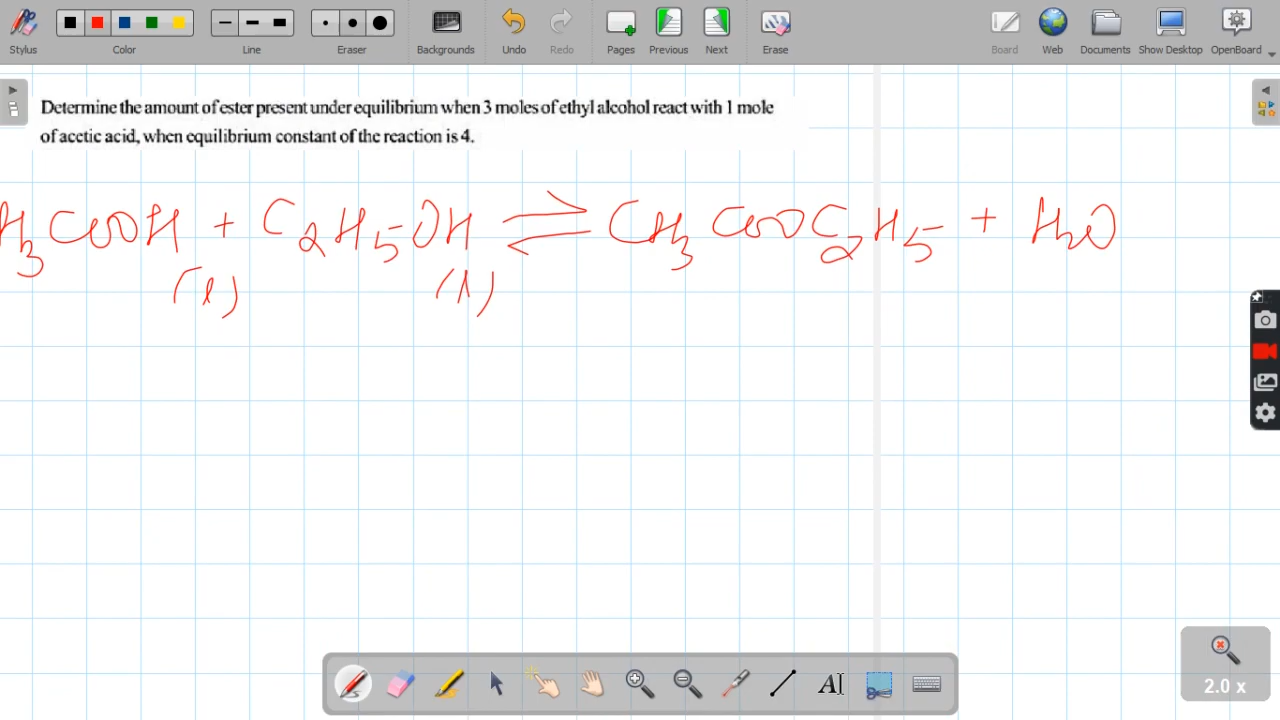 Stylus Color Line Eraser Backgrounds Undo Redo Pages Previous Next Erase Board Web Documents Show Desktop OpenBoard
Determine the amount of ester present under equilibrium when 3 moles of ethyl alcohol react with 1 mole
of acetic acid, when equilibrium constant of the reaction is 4.
H3COOH + C2H5OH ⇌ CH3COOC2H5 + H2O
(l) (l)
AI
2.0 x